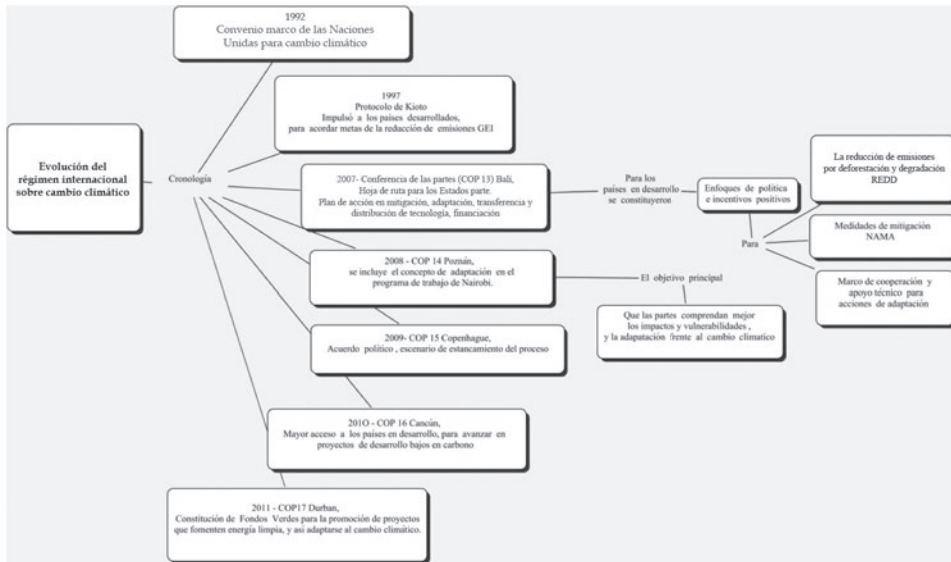 Evolución del
régimen internacional
sobre cambio climático
Cronología
1992
Convenio marco de las Naciones
Unidas para cambio climático
1997
Protocolo de Kioto
Impulsó a los países desarrollados,
para acordar metas de la reducción de emisiones GEI
2007- Conferencia de las partes (COP 13) Balí,
Hoja de ruta para los Estados parte.
Plan de acción en mitigación, adaptación, transferencia y
distribución de tecnología, financiación
Para los
países en desarrollo
se constituyeron
Enfoques de política
e incentivos positivos
Para
La reducción de emisiones
por deforestación y degradación
REDD
Medidades de mitigación
NAMA
Marco de cooperación y
apoyo técnico para
acciones de adaptación
2008 - COP 14 Poznán,
se incluye el concepto de adaptación en el
programa de trabajo de Nairobi.
El objetivo principal
Que las partes comprendan mejor
los impactos y vulnerabilidades ,
y la adapatación frente al cambio climatico
2009- COP 15 Copenhague,
Acuerdo político , escenario de estancamiento del proceso
201O - COP 16 Cancún,
Mayor acceso a los paises en desarrollo, para avanzar en
proyectos de desarrollo bajos en carbono
2011 - COP17 Durban,
Constitución de Fondos Verdes para la promoción de proyectos
que fomenten energía limpia, y asi adaptarse al cambio climático.